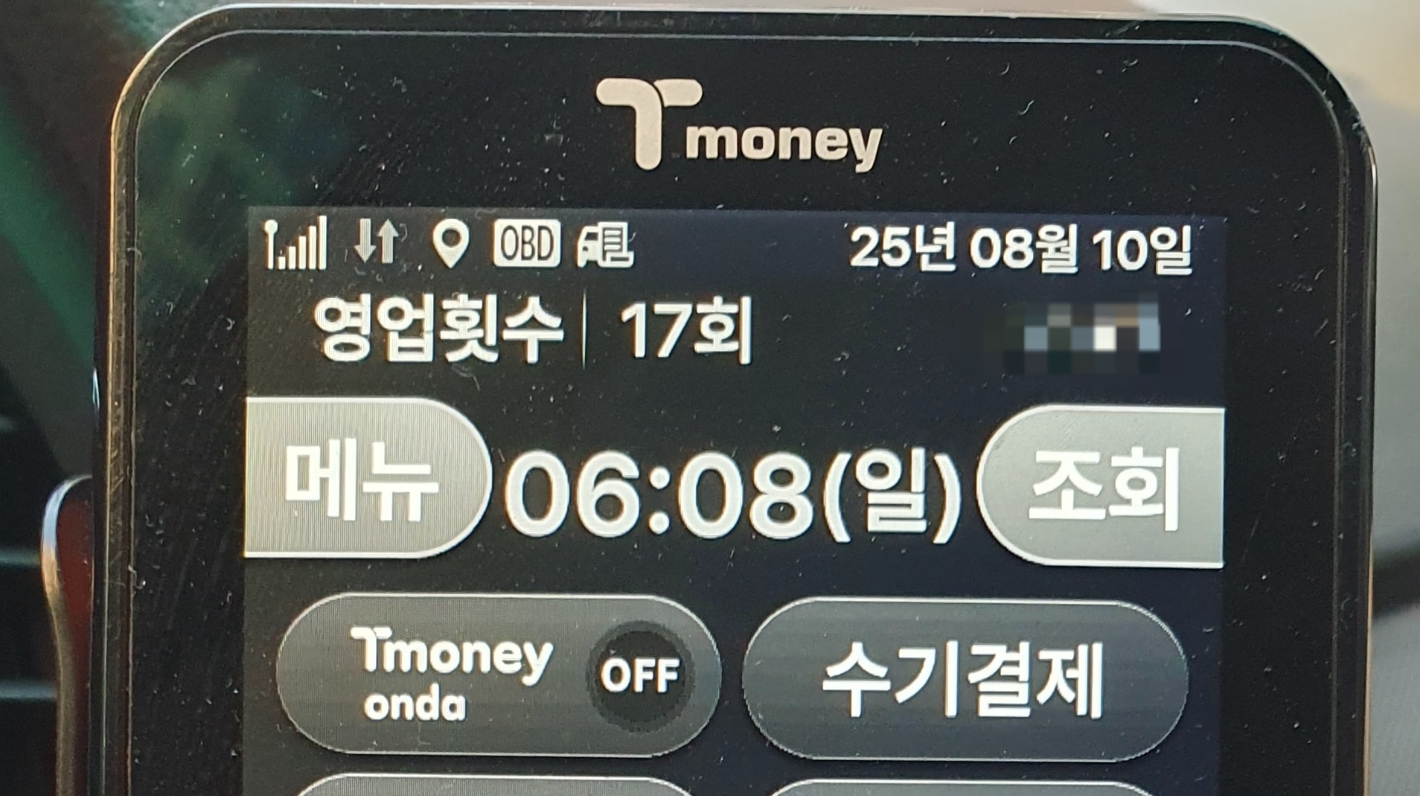 Tmoney
OBD 25년 08월 10일
영업횟수 17회
메뉴 06:08(일) 조회
Tmoney onda OFF 수기결제